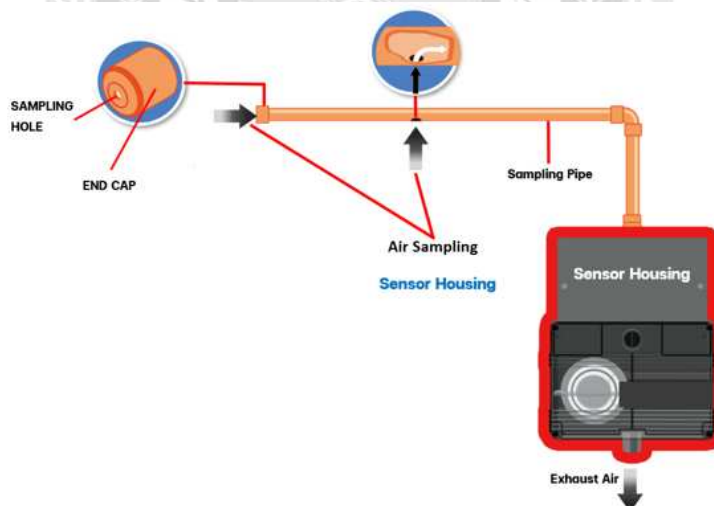 SAMPLING
HOLE
END CAP
Sampling Pipe
Air Sampling
Sensor Housing
Sensor Housing
Exhaust Air